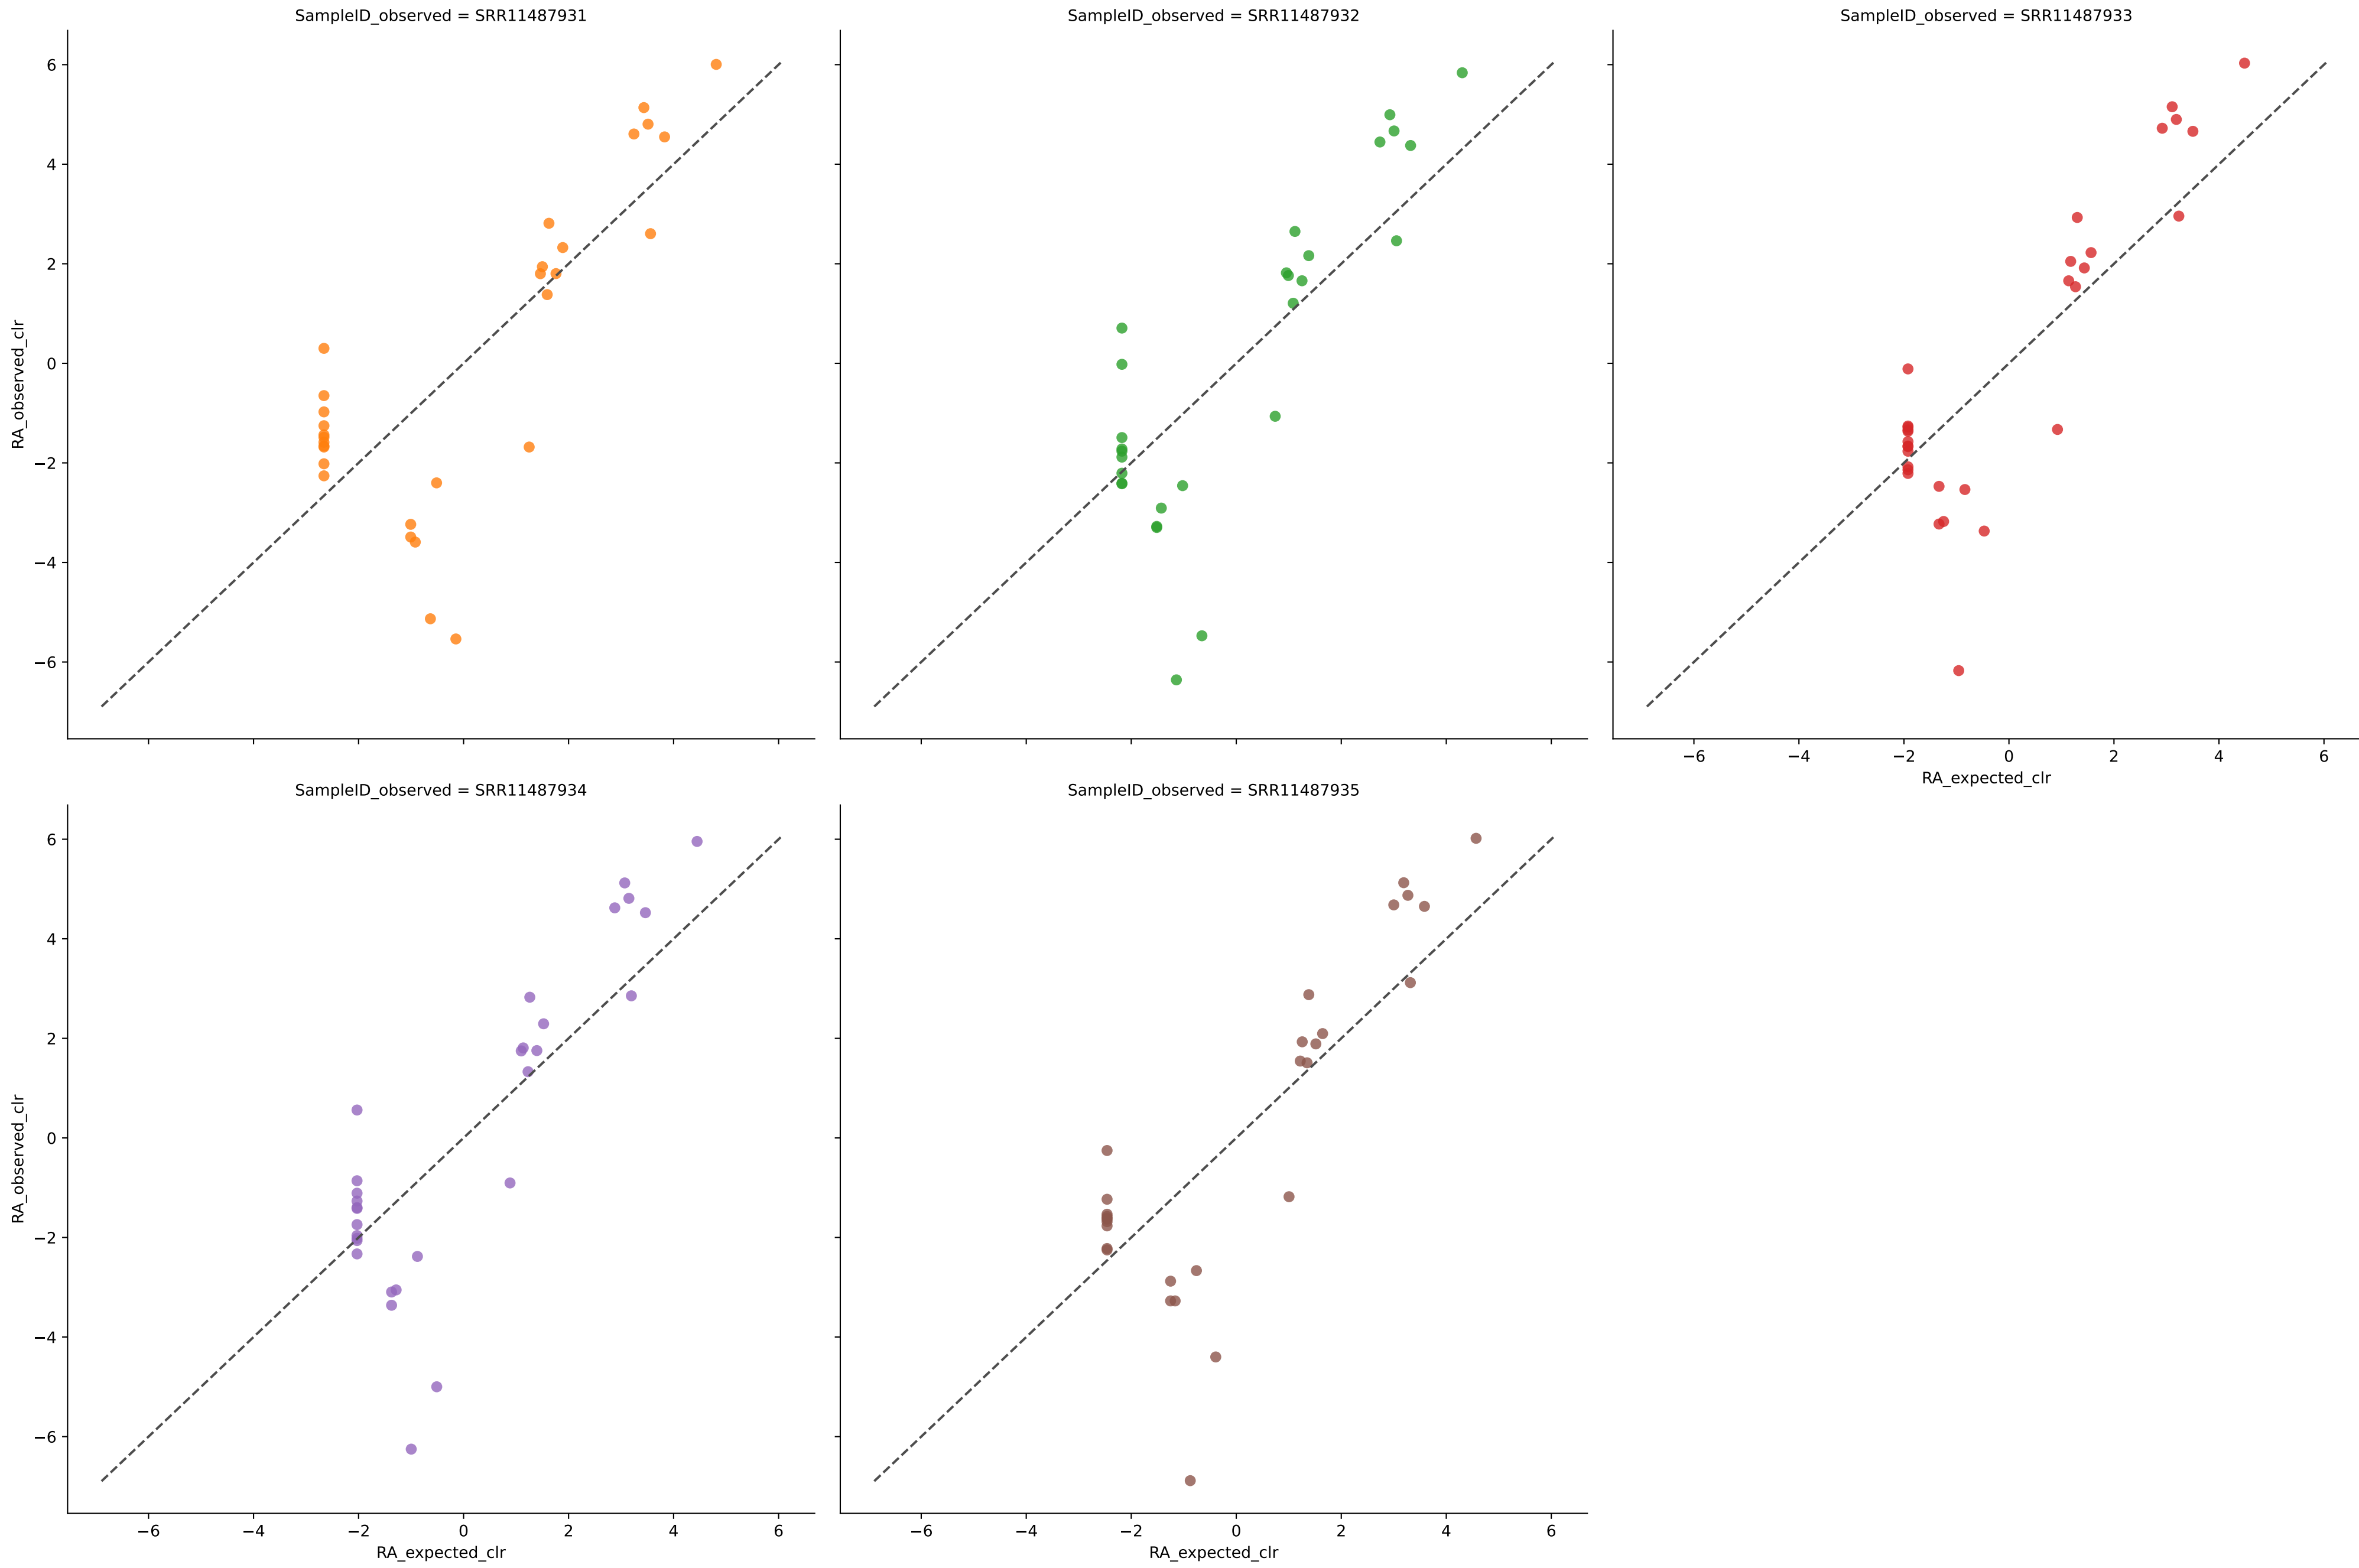 SampleID_observed = SRR11487931
SampleID_observed = SRR11487932
SampleID_observed = SRR11487933
6
4
2
0
−2
−4
−6
RA_observed_clr
−6 −4 −2 0 2 4 6
RA_expected_clr
SampleID_observed = SRR11487934
SampleID_observed = SRR11487935
6
4
2
0
−2
−4
−6
RA_observed_clr
−6 −4 −2 0 2 4 6
RA_expected_clr
−6 −4 −2 0 2 4 6
RA_expected_clr